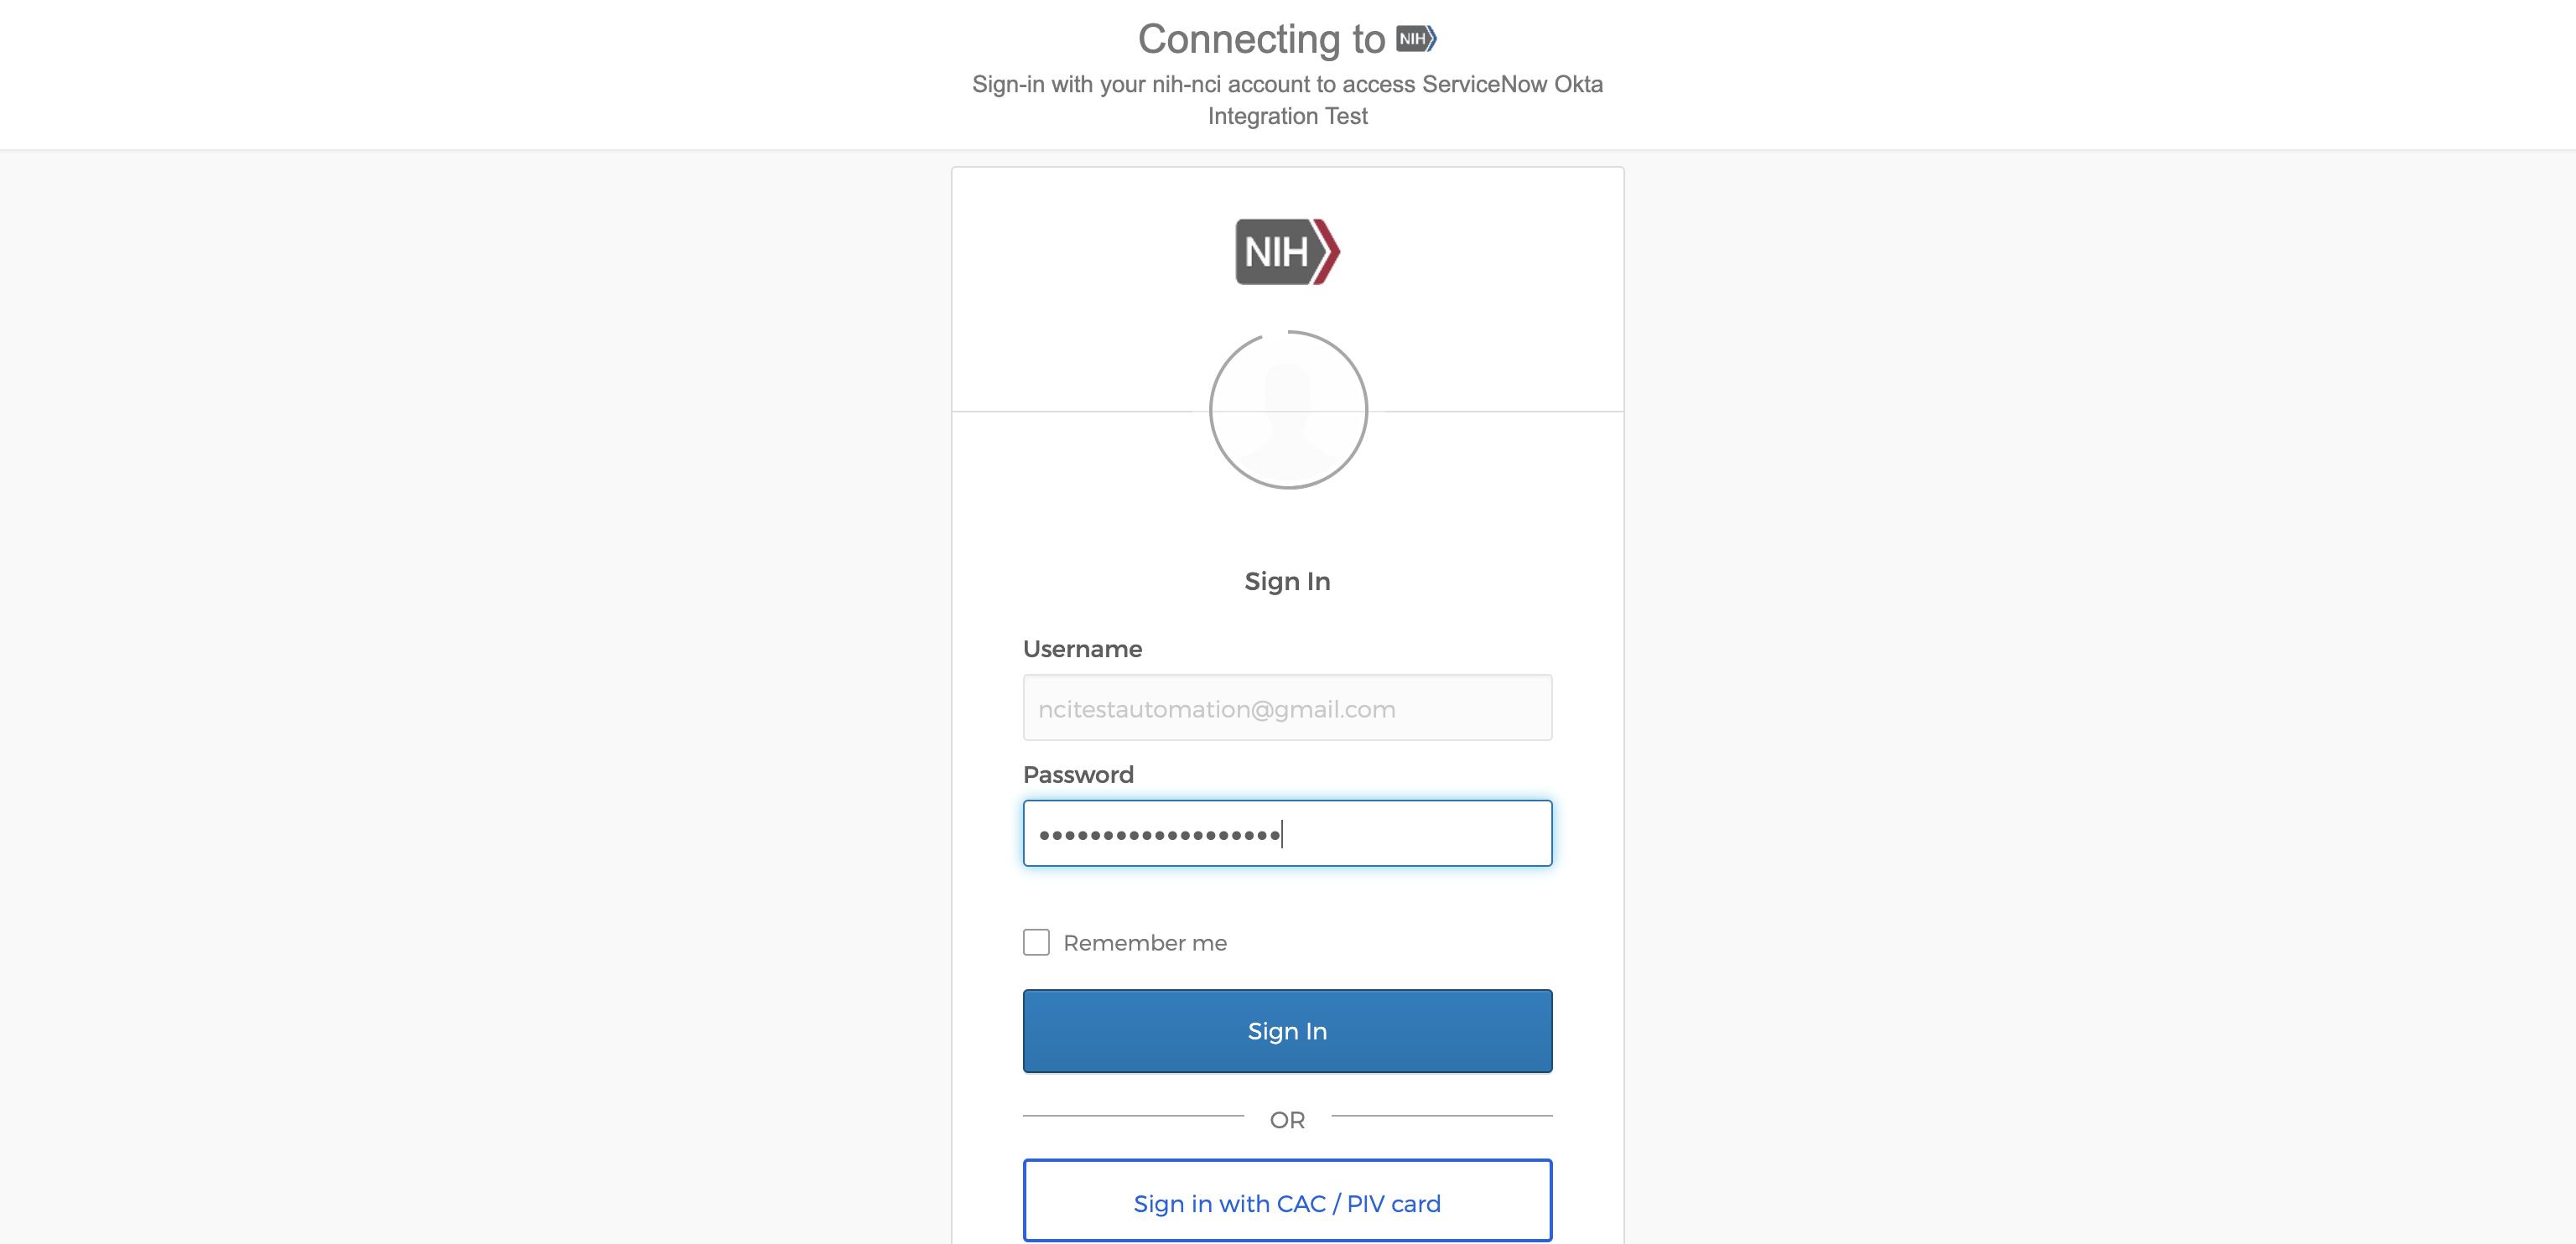 Connecting to NIH
Sign-in with your nih-nci account to access ServiceNow Okta
Integration Test
NIH
Sign In
Username
ncitestautomation@gmail.com
Password
Remember me
Sign In
OR
Sign in with CAC / PIV card